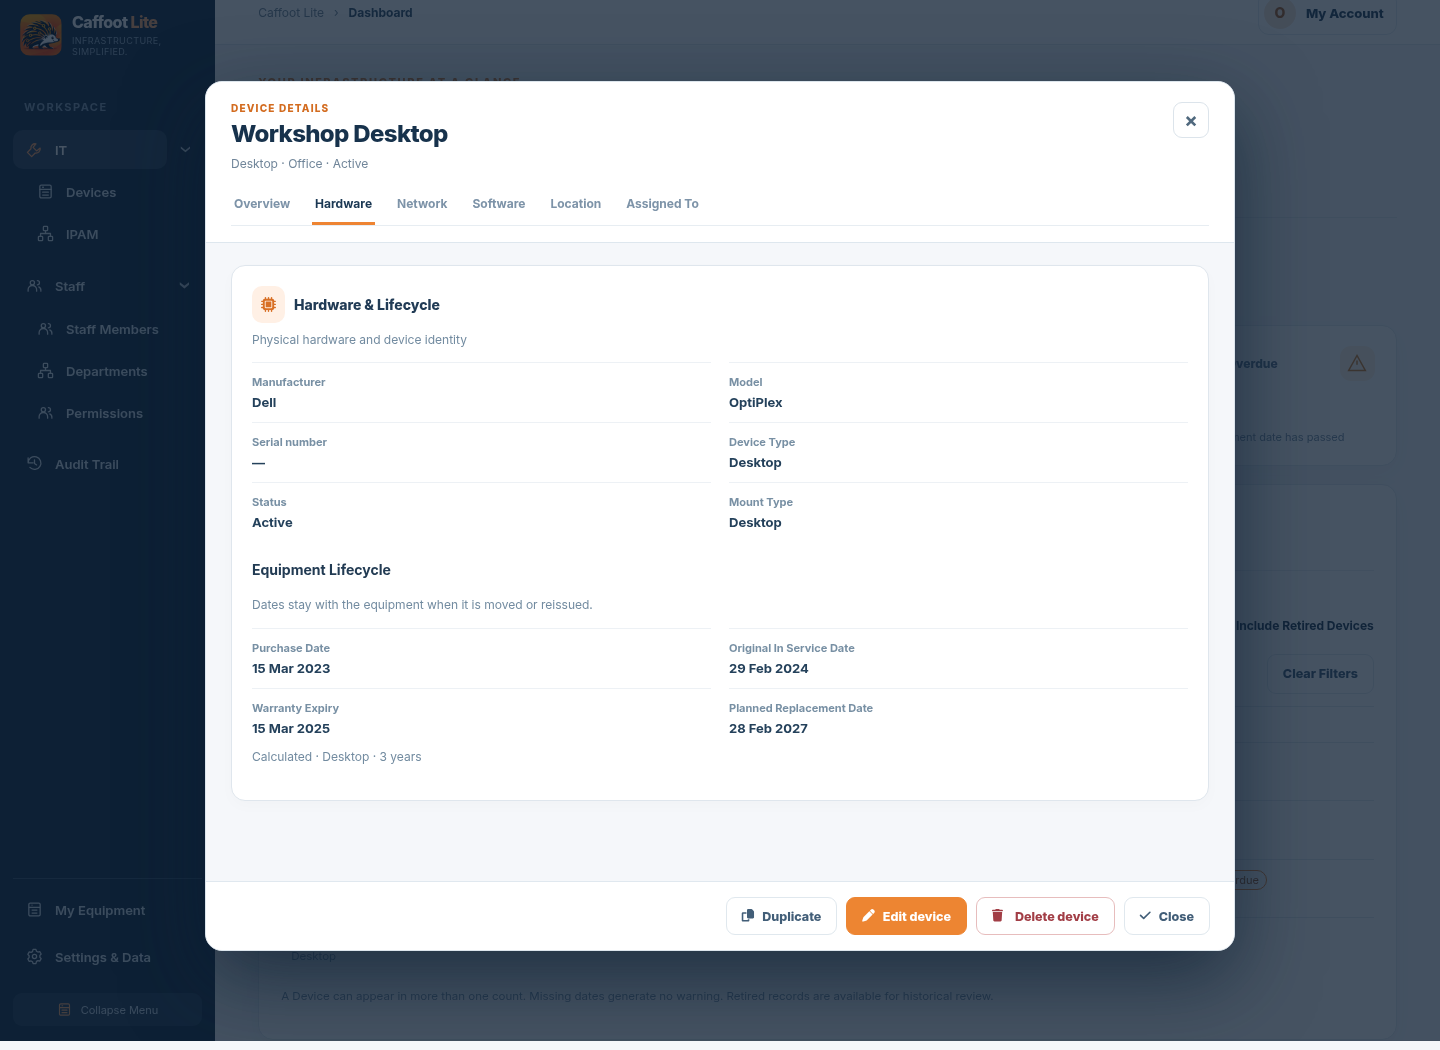 Caffoot Lite
INFRASTRUCTURE,
SIMPLIFIED.
WORKSPACE
IT
Devices
IPAM
Staff
Staff Members
Departments
Permissions
Audit Trail
My Equipment
Settings & Data
Collapse Menu
Caffoot Lite › Dashboard
O My Account
YOUR INFRASTRUCTURE AT A GLANCE
DEVICE DETAILS
Workshop Desktop
Desktop · Office · Active
Overview Hardware Network Software Location Assigned To
Hardware & Lifecycle
Physical hardware and device identity
Manufacturer
Dell
Model
OptiPlex
Serial number
—
Device Type
Desktop
Status
Active
Mount Type
Desktop
Equipment Lifecycle
Dates stay with the equipment when it is moved or reissued.
Purchase Date
15 Mar 2023
Original In Service Date
29 Feb 2024
Warranty Expiry
15 Mar 2025
Planned Replacement Date
28 Feb 2027
Calculated · Desktop · 3 years
Duplicate Edit device Delete device Close
date has passed
Include Retired Devices
Clear Filters
Desktop
A Device can appear in more than one count. Missing dates generate no warning. Retired records are available for historical review.